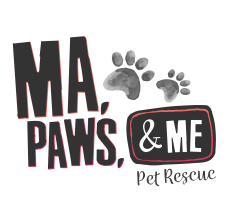 MA,
PAWS, & ME
Pet Rescue